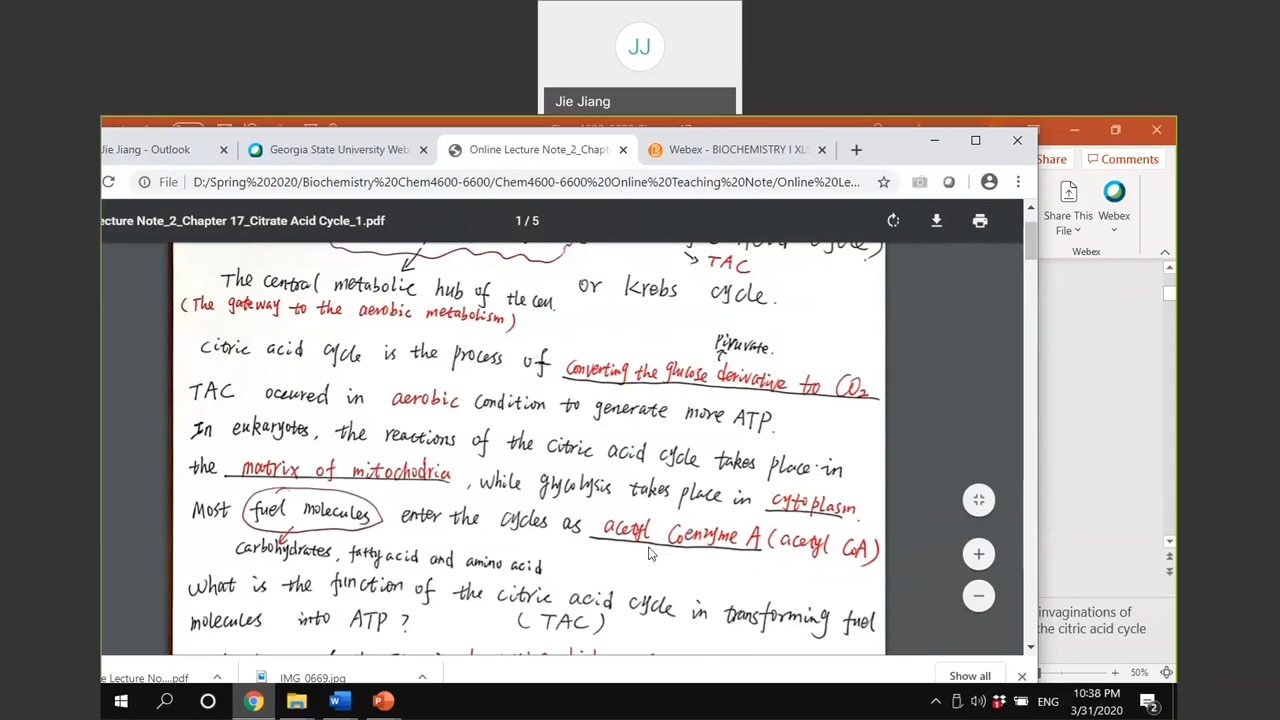 JJ
Jie Jiang
Jie Jiang - Outlook
Georgia State University Web
Online Lecture Note_2_Chapt
Webex - BIOCHEMISTRY I XLS
File
D:/Spring%202020/Biochemistry%20Chem4600-6600/Chem4600-6600%20Online%20Teaching%20Note/Online%20Le...
Share
Comments
ecture Note_2_Chapter 17_Citrate Acid Cycle_1.pdf
1 / 5
Share This
File
Webex
Webex
TAC
The central metabolic hub of the cell. or Krebs cycle.
(The gateway to the aerobic metabolism)
Piruvate.
Citric acid cycle is the process of converting the glucose derivative to CO2
TAC occured in aerobic condition to generate more ATP.
In eukaryotes, the reactions of the citric acid cycle takes place in
the matrix of mitochodria, while glycolysis takes place in cytoplasm.
Most fuel molecules enter the cycles as acetyl Coenzyme A (acetyl CoA)
Carbohydrates, fatty acid and amino acid
What is the function of the citric acid cycle in transforming fuel
molecules into ATP? (TAC)
invaginations of
the citric acid cycle
cture No....pdf
IMG_0669.jpg
Show all
50%
ENG
10:38 PM
3/31/2020
2